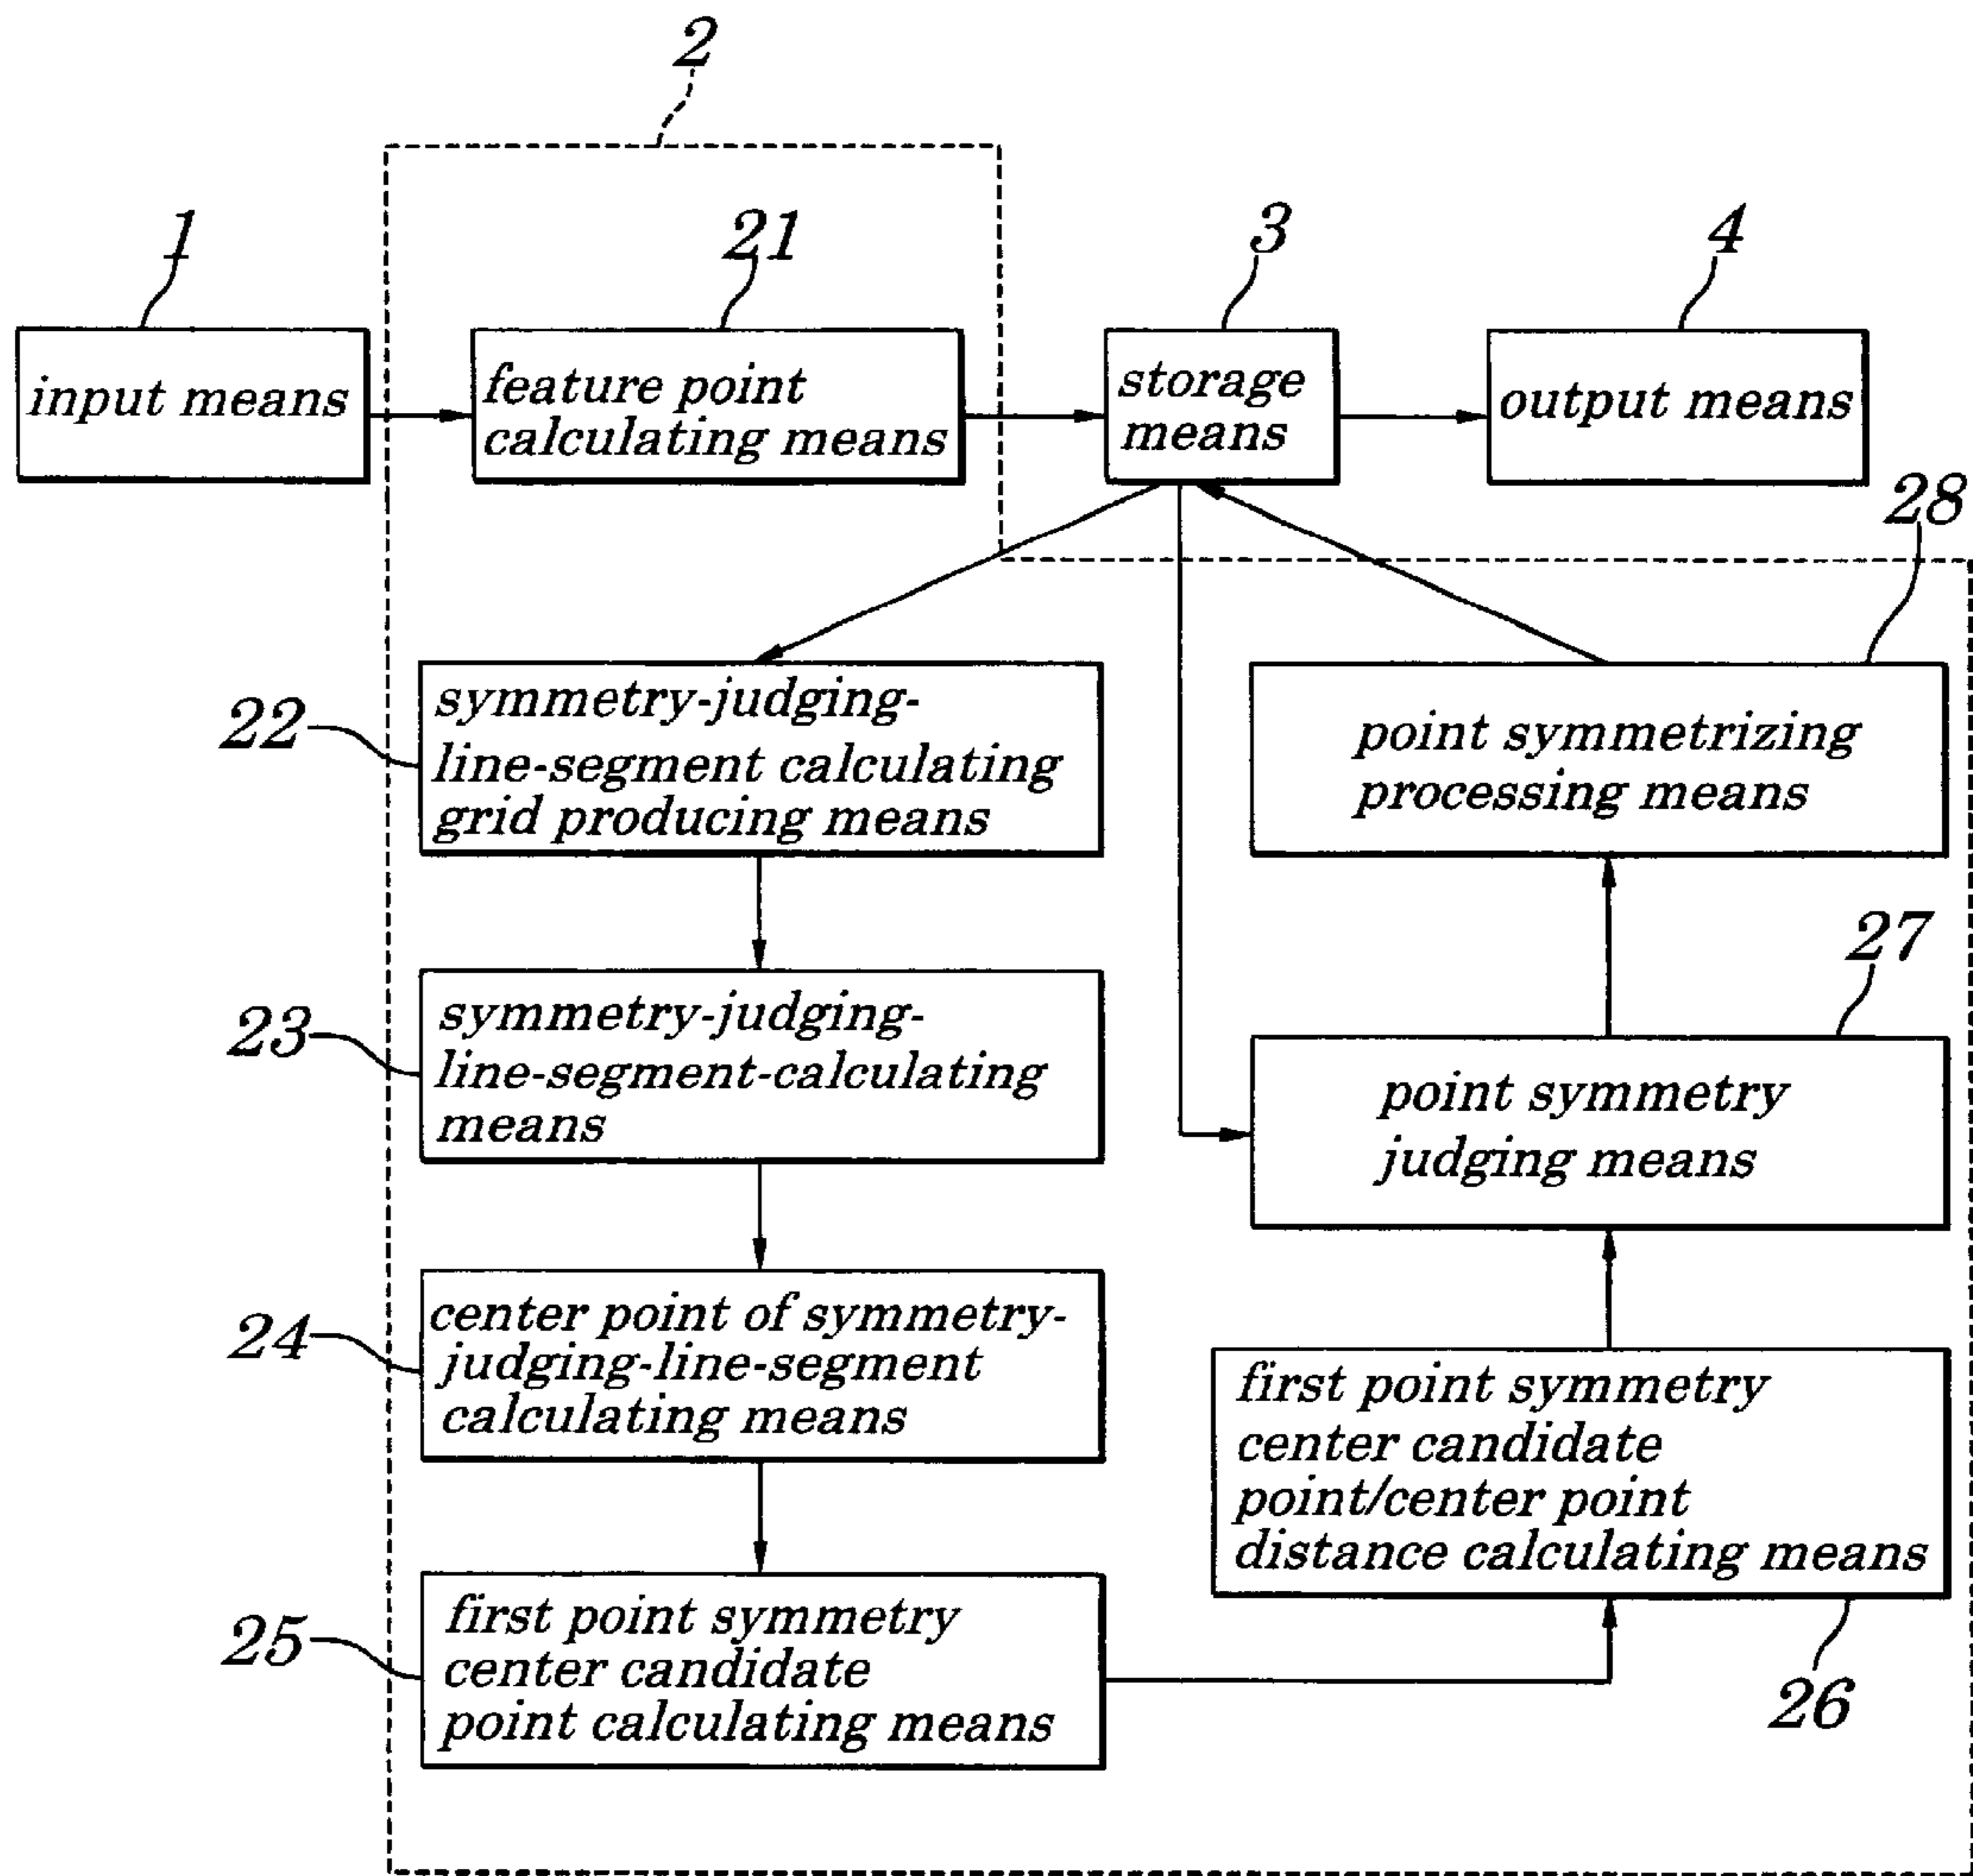 2
1
21
3
4
input means
feature point
calculating means
storage
means
output means
28
22
symmetry-judging-
line-segment calculating
grid producing means
point symmetrizing
processing means
27
23
symmetry-judging-
line-segment-calculating
means
point symmetry
judging means
24
center point of symmetry-
judging-line-segment
calculating means
first point symmetry
center candidate
point/center point
distance calculating means
25
first point symmetry
center candidate
point calculating means
26